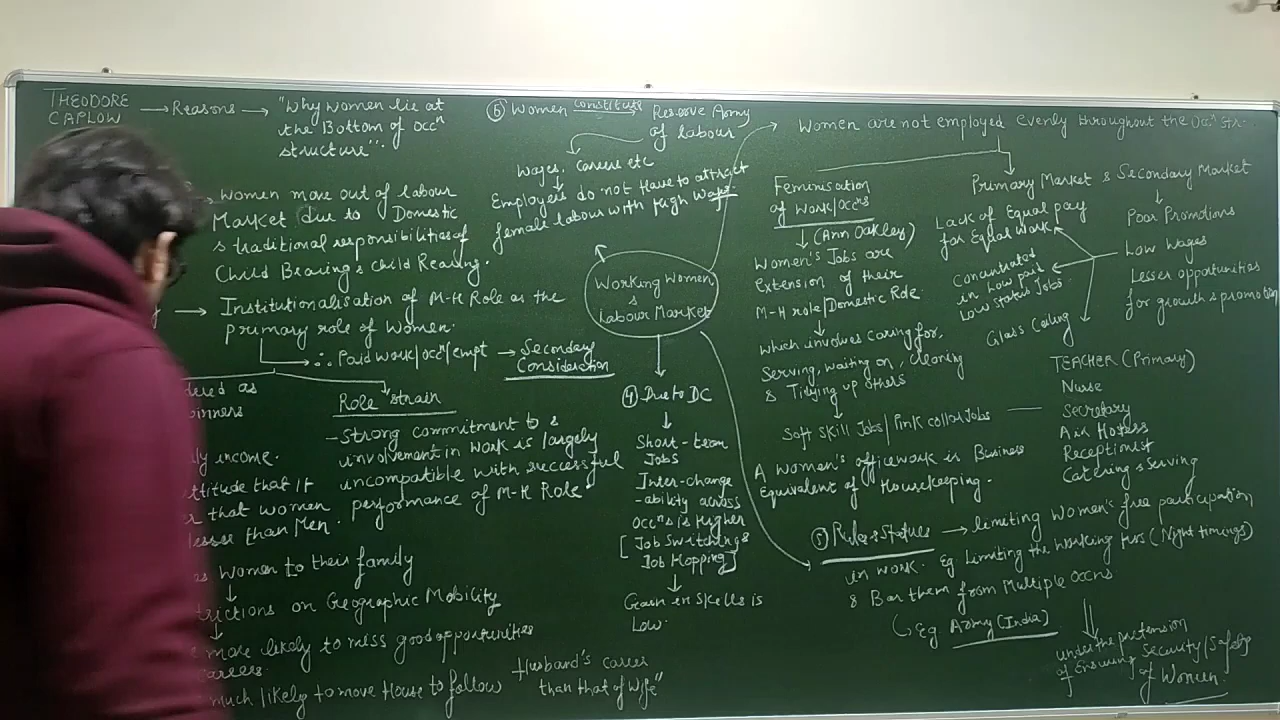 THEODORE
CAPLOW
Reasons
"Why women lie at
the Bottom of occⁿ
structure".
Women move out of labour
Market due to Domestic
& traditional responsibilities of
Child Bearing & Child Rearing.
Institutionalisation of M-H Role as the
primary role of women.
∴ Paid work/occⁿ/empt → Secondary
Consideration
Role strain
- Strong commitment to &
involvement in work is largely
incompatible with successful
performance of M-H Role"
income.
attitude that it
that women
lesser than Men.
as women to their family
on Geographic Mobility
more likely to miss good opportunities
careers.
much likely to move House to follow
Husband's career
than that of Wife"
⑥ Women constitute Reserve Army
of labour
Wages, careers etc
Employers do not have to attract
female labour with high wage
Working Women
&
Labour Market
④ Due to DC
Short-term
Jobs
Inter-change
-ability across
Occⁿs is Higher
[Job Switching &
Job Hopping]
Gain in Skills is
Low.
Women are not employed evenly throughout the Occⁿ Str.
Feminisation
of Work/Occns
(Ann Oakley)
Women's Jobs are
Extension of their
M-H role/Domestic Role
which involves caring for,
Serving, waiting on, cleaning
& Tidying up others
Soft Skill Jobs/Pink collar Jobs
A women's office work is Business
Equivalent of Housekeeping.
Primary Market & Secondary Market
Lack of Equal pay
for Equal work
Concentrated
in Low paid
Low status Jobs.
Glass Ceiling
Poor Promotions
Low Wages
Lesser opportunities
for growth & promotion
TEACHER (Primary)
Nurse
Secretary
Air Hostess
Receptionist
Catering & Serving
⑤ Rules & Statues → limiting Women's free participation
in work. Eg. Limiting the working Hrs (Night timings)
& Bar them from Multiple Occns
Eg Army (India)
under the pretension
of Ensuring Security/Safety
of Women.